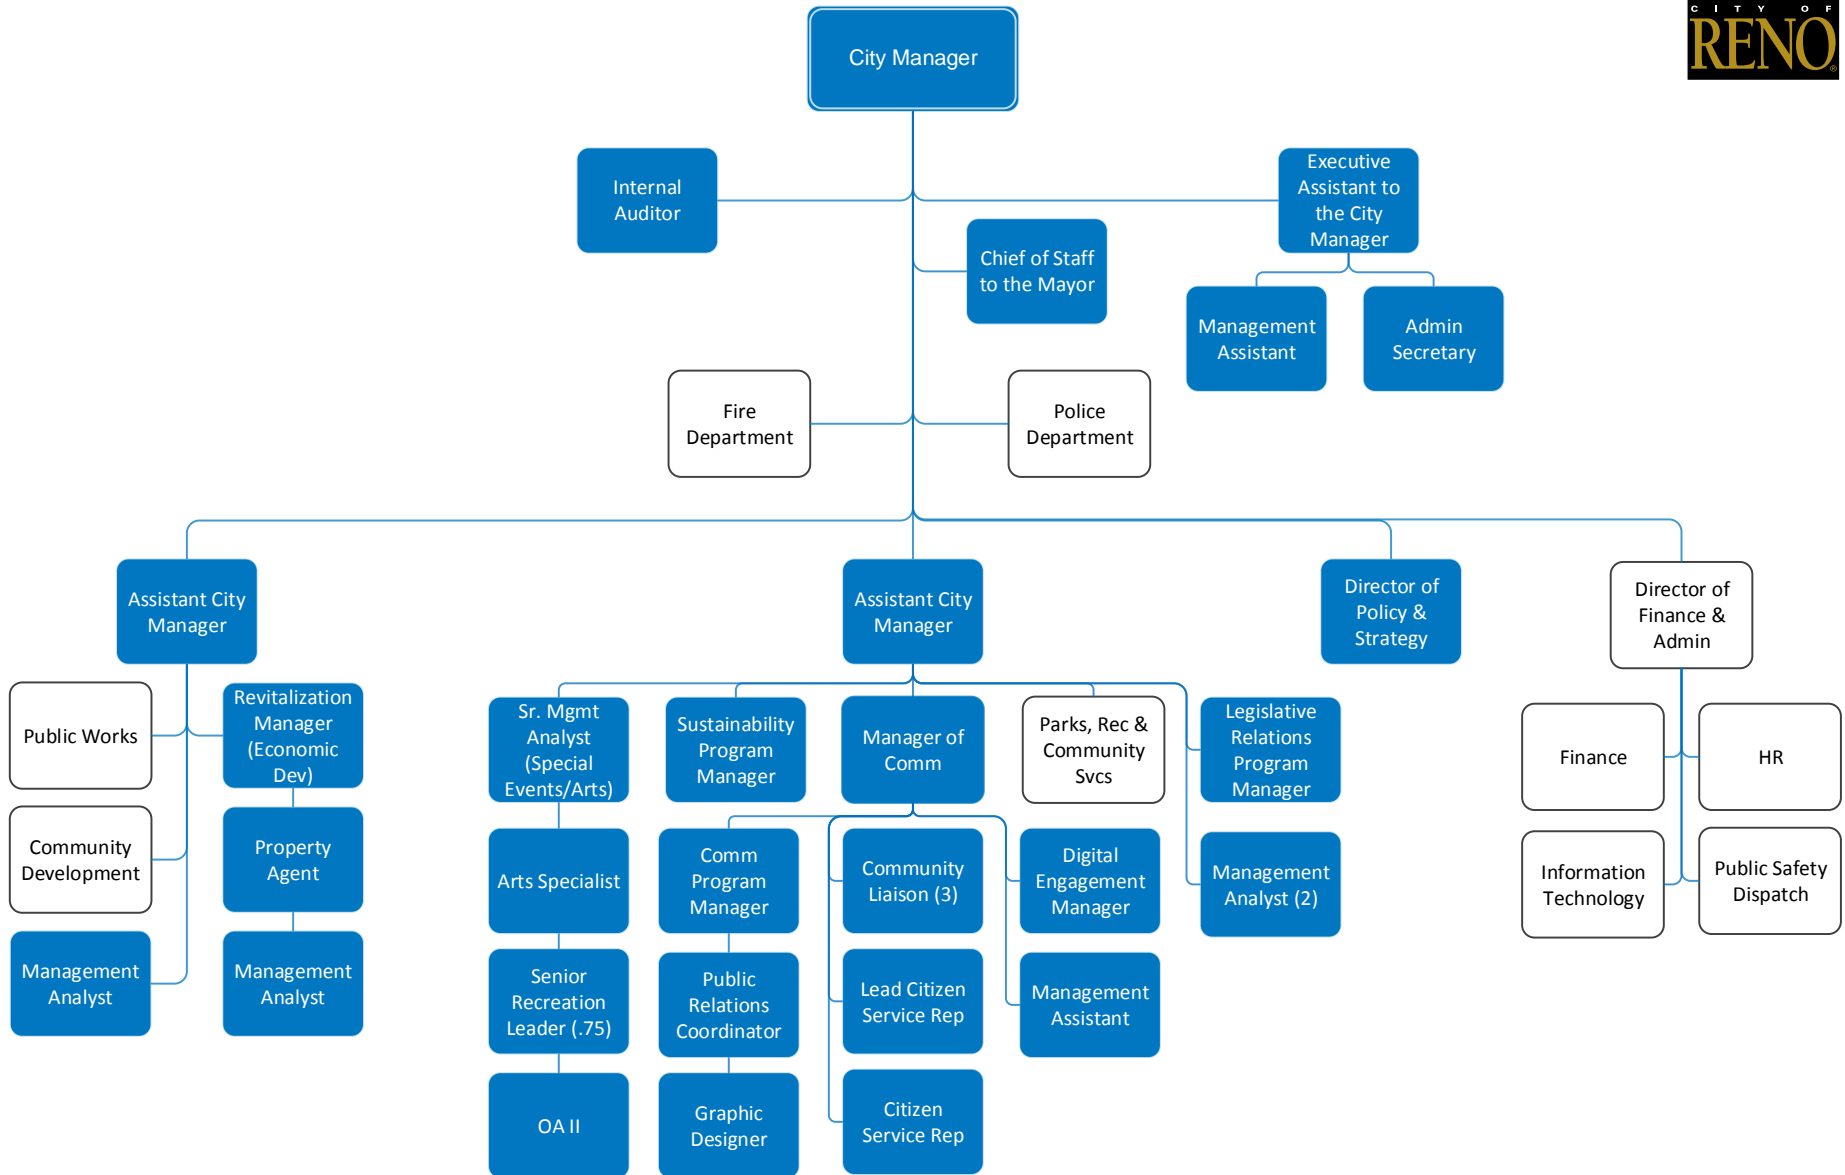 CITY OF
RENO®
City Manager
Internal
Auditor
Executive
Assistant to
the City
Manager
Chief of Staff
to the Mayor
Management
Assistant
Admin
Secretary
Fire
Department
Police
Department
Assistant City
Manager
Assistant City
Manager
Director of
Policy &
Strategy
Director of
Finance &
Admin
Public Works
Revitalization
Manager
(Economic
Dev)
Community
Development
Property
Agent
Management
Analyst
Management
Analyst
Sr. Mgmt
Analyst
(Special
Events/Arts)
Sustainability
Program
Manager
Manager of
Comm
Parks, Rec &
Community
Svcs
Legislative
Relations
Program
Manager
Arts Specialist
Comm
Program
Manager
Community
Liaison (3)
Digital
Engagement
Manager
Management
Analyst (2)
Senior
Recreation
Leader (.75)
Public
Relations
Coordinator
Lead Citizen
Service Rep
Management
Assistant
OA II
Graphic
Designer
Citizen
Service Rep
Finance
HR
Information
Technology
Public Safety
Dispatch